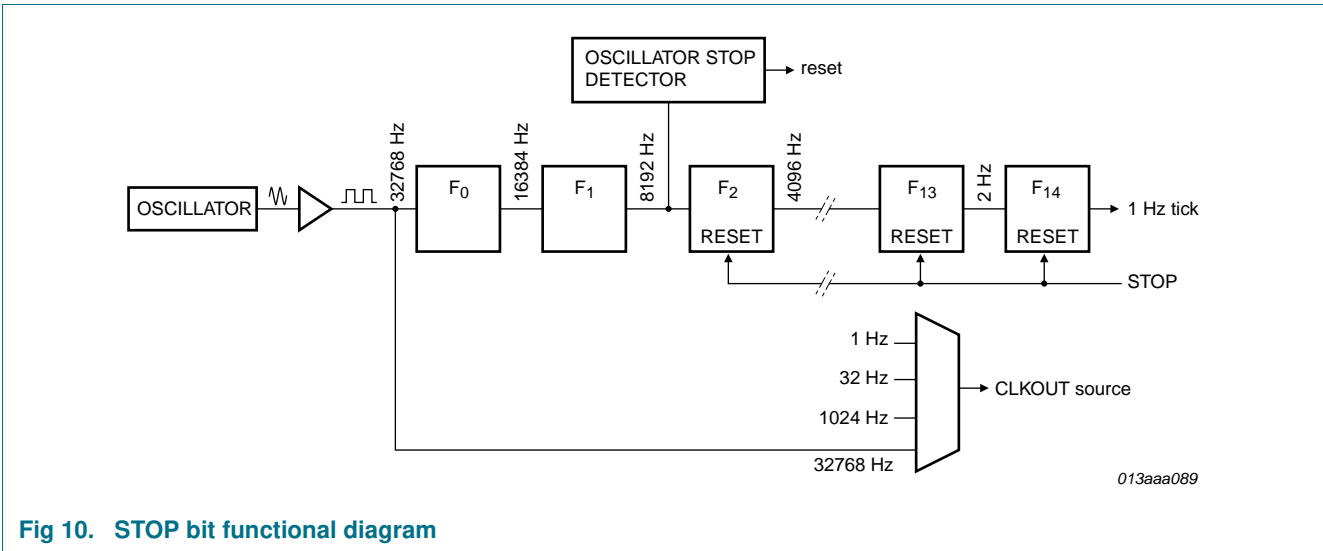 OSCILLATOR STOP
DETECTOR
reset
OSCILLATOR
32768 Hz
F0
16384 Hz
F1
8192 Hz
F2
RESET
4096 Hz
F13
RESET
2 Hz
F14
RESET
1 Hz tick
STOP
1 Hz
32 Hz
1024 Hz
32768 Hz
CLKOUT source
013aaa089
Fig 10. STOP bit functional diagram